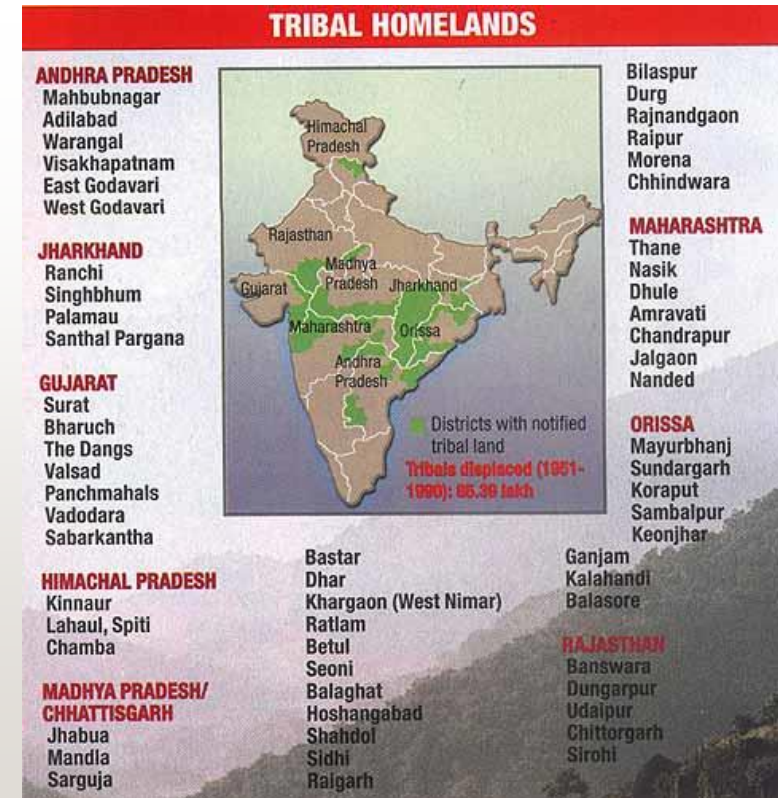 TRIBAL HOMELANDS
ANDHRA PRADESH
Mahbubnagar
Adilabad
Warangal
Visakhapatnam
East Godavari
West Godavari
JHARKHAND
Ranchi
Singhbhum
Palamau
Santhal Pargana
GUJARAT
Surat
Bharuch
The Dangs
Valsad
Panchmahals
Vadodara
Sabarkantha
HIMACHAL PRADESH
Kinnaur
Lahaul, Spiti
Chamba
MADHYA PRADESH/
CHHATTISGARH
Jhabua
Mandla
Sarguja
Himachal
Pradesh
Rajasthan
Madhya
Pradesh
Jharkhand
Gujarat
Maharashtra
Orissa
Andhra
Pradesh
Districts with notified
tribal land
Tribals displaced (1951-
1990): 85.39 lakh
Bastar
Dhar
Khargaon (West Nimar)
Ratlam
Betul
Seoni
Balaghat
Hoshangabad
Shahdol
Sidhi
Raigarh
Bilaspur
Durg
Rajnandgaon
Raipur
Morena
Chhindwara
MAHARASHTRA
Thane
Nasik
Dhule
Amravati
Chandrapur
Jalgaon
Nanded
ORISSA
Mayurbhanj
Sundargarh
Koraput
Sambalpur
Keonjhar
Ganjam
Kalahandi
Balasore
RAJASTHAN
Banswara
Dungarpur
Udaipur
Chittorgarh
Sirohi